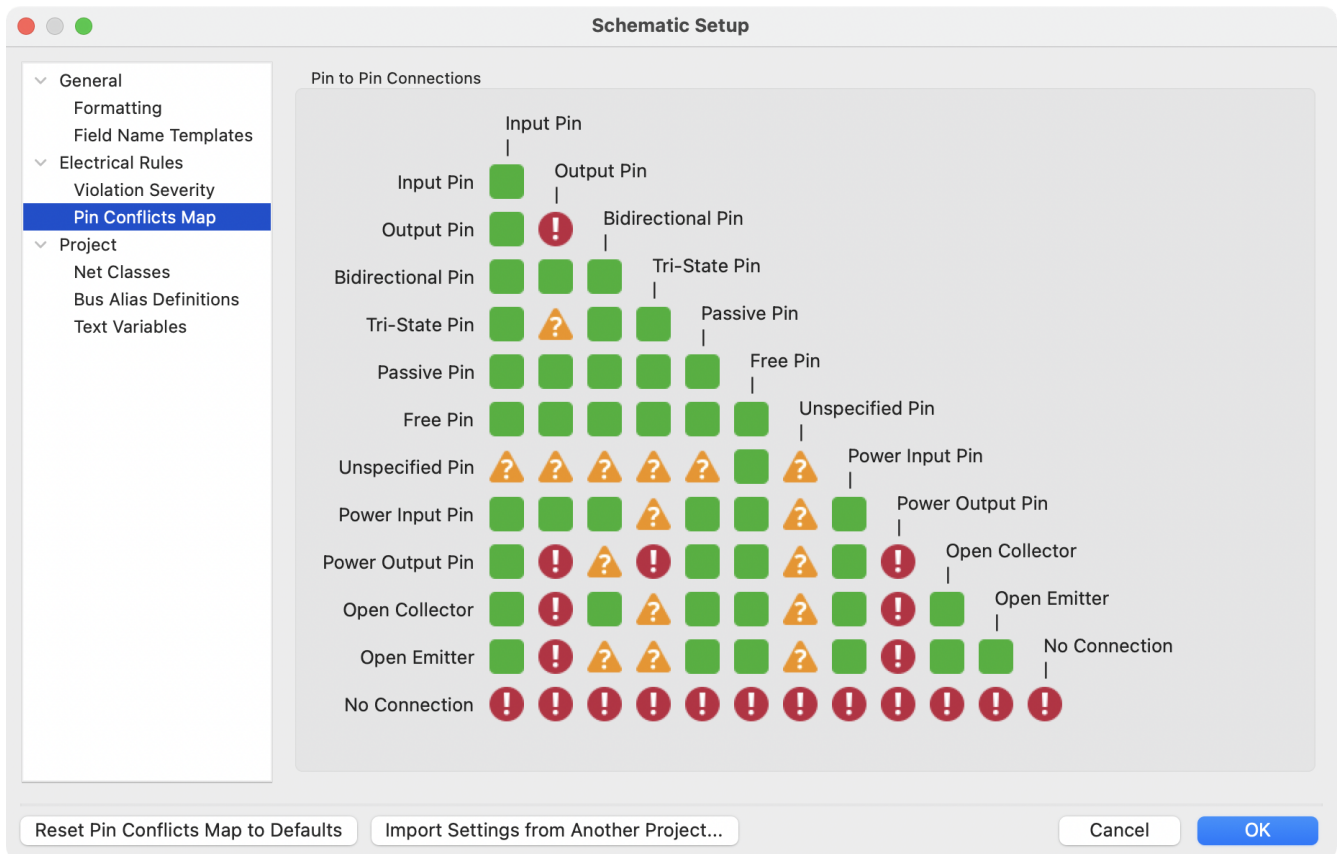 Schematic Setup
General
Formatting
Field Name Templates
Electrical Rules
Violation Severity
Pin Conflicts Map
Project
Net Classes
Bus Alias Definitions
Text Variables
Pin to Pin Connections
Input Pin
Input Pin
Output Pin
Output Pin
Bidirectional Pin
Bidirectional Pin
Tri-State Pin
Tri-State Pin
Passive Pin
Passive Pin
Free Pin
Free Pin
Unspecified Pin
Unspecified Pin
Power Input Pin
Power Input Pin
Power Output Pin
Power Output Pin
Open Collector
Open Collector
Open Emitter
Open Emitter
No Connection
No Connection
Reset Pin Conflicts Map to Defaults
Import Settings from Another Project...
Cancel
OK